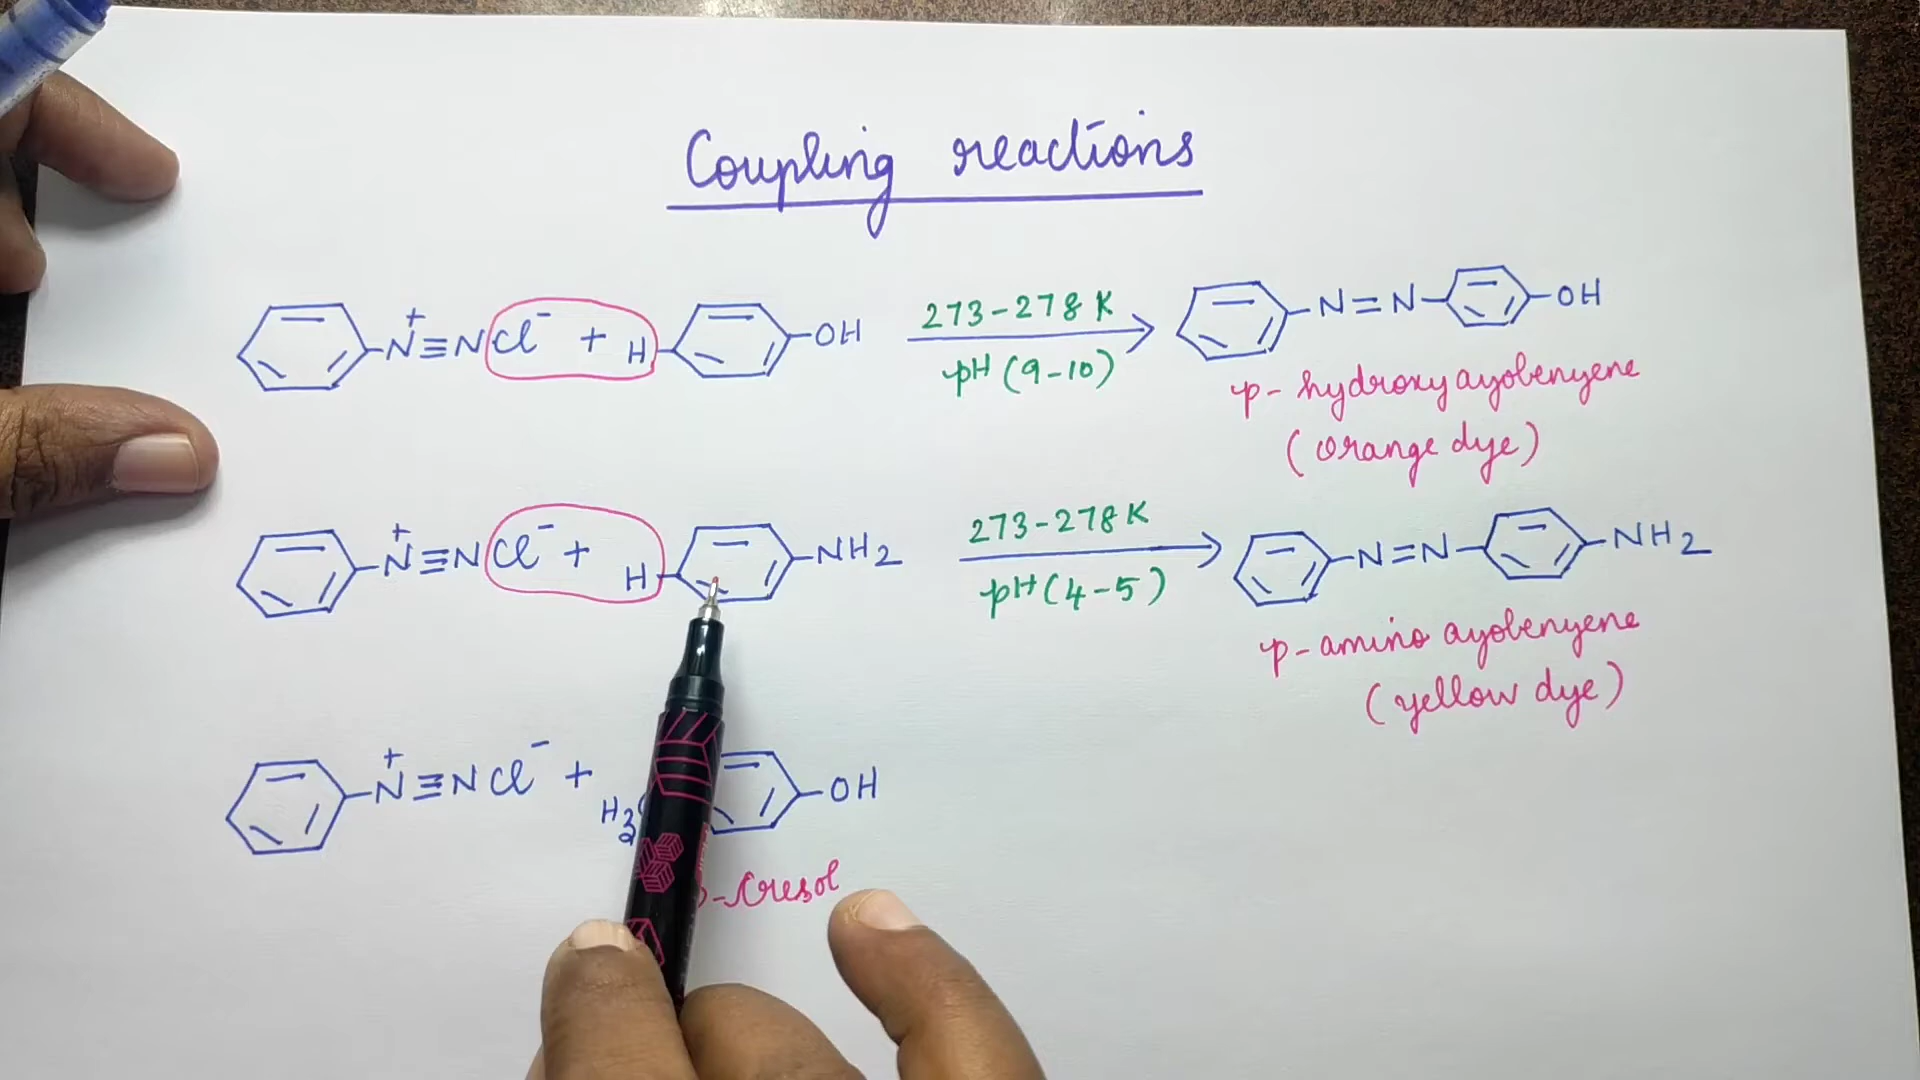 Coupling reactions
N⁺≡NCl⁻ + H OH 273-278 K pH (9-10) N=N OH
p- hydroxy azobenzene
(orange dye)
N⁺≡NCl⁻ + H NH2 273-278 K pH (4-5) N=N NH2
p-amino azobenzene
(yellow dye)
N⁺≡NCl⁻ + H3 OH
-Cresol